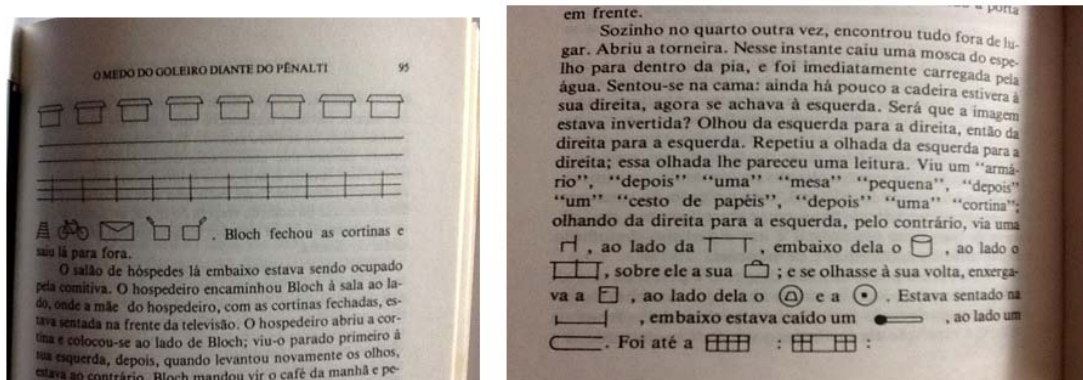 O MEDO DO GOLEIRO DIANTE DO PÊNALTI 95
. Bloch fechou as cortinas e
saiu lá para fora.
O salão de hóspedes lá embaixo estava sendo ocupado
pela comitiva. O hospedeiro encaminhou Bloch à sala ao la-
do, onde a mãe do hospedeiro, com as cortinas fechadas, es-
tava sentada na frente da televisão. O hospedeiro abriu a cor-
tina e colocou-se ao lado de Bloch; viu-o parado primeiro à
sua esquerda, depois, quando levantou novamente os olhos,
estava ao contrário. Bloch mandou vir o café da manhã e pe-
a porta
em frente.
Sozinho no quarto outra vez, encontrou tudo fora de lu-
gar. Abriu a torneira. Nesse instante caiu uma mosca do espe-
lho para dentro da pia, e foi imediatamente carregada pela
água. Sentou-se na cama: ainda há pouco a cadeira estivera à
sua direita, agora se achava à esquerda. Será que a imagem
estava invertida? Olhou da esquerda para a direita, então da
direita para a esquerda. Repetiu a olhada da esquerda para a
direita; essa olhada lhe pareceu uma leitura. Viu um "armá-
rio", "depois" "uma" "mesa" "pequena", "depois"
"um" "cesto de papéis", "depois" "uma" "cortina";
olhando da direita para a esquerda, pelo contrário, via uma
, ao lado da , embaixo dela o , ao lado o
, sobre ele a sua ; e se olhasse à sua volta, enxerga-
va a , ao lado dela o e a . Estava sentado na
, embaixo estava caído um , ao lado um
. Foi até a : :